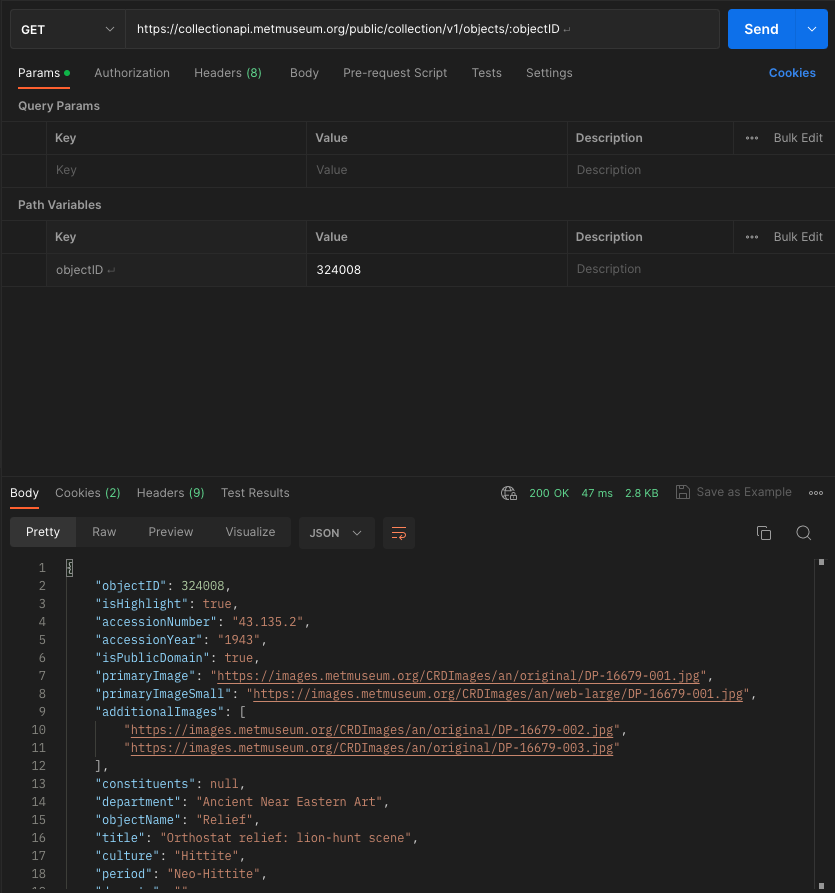 GET https://collectionapi.metmuseum.org/public/collection/v1/objects/:objectID Send
Params Authorization Headers (8) Body Pre-request Script Tests Settings Cookies
Query Params
Key Value Description Bulk Edit
Key Value Description
Path Variables
Key Value Description Bulk Edit
objectID 324008 Description
Body Cookies (2) Headers (9) Test Results 200 OK 47 ms 2.8 KB Save as Example
Pretty Raw Preview Visualize JSON
1 {
2 "objectID": 324008,
3 "isHighlight": true,
4 "accessionNumber": "43.135.2",
5 "accessionYear": "1943",
6 "isPublicDomain": true,
7 "primaryImage": "https://images.metmuseum.org/CRDImages/an/original/DP-16679-001.jpg",
8 "primaryImageSmall": "https://images.metmuseum.org/CRDImages/an/web-large/DP-16679-001.jpg",
9 "additionalImages": [
10 "https://images.metmuseum.org/CRDImages/an/original/DP-16679-002.jpg",
11 "https://images.metmuseum.org/CRDImages/an/original/DP-16679-003.jpg"
12 ],
13 "constituents": null,
14 "department": "Ancient Near Eastern Art",
15 "objectName": "Relief",
16 "title": "Orthostat relief: lion-hunt scene",
17 "culture": "Hittite",
18 "period": "Neo-Hittite",